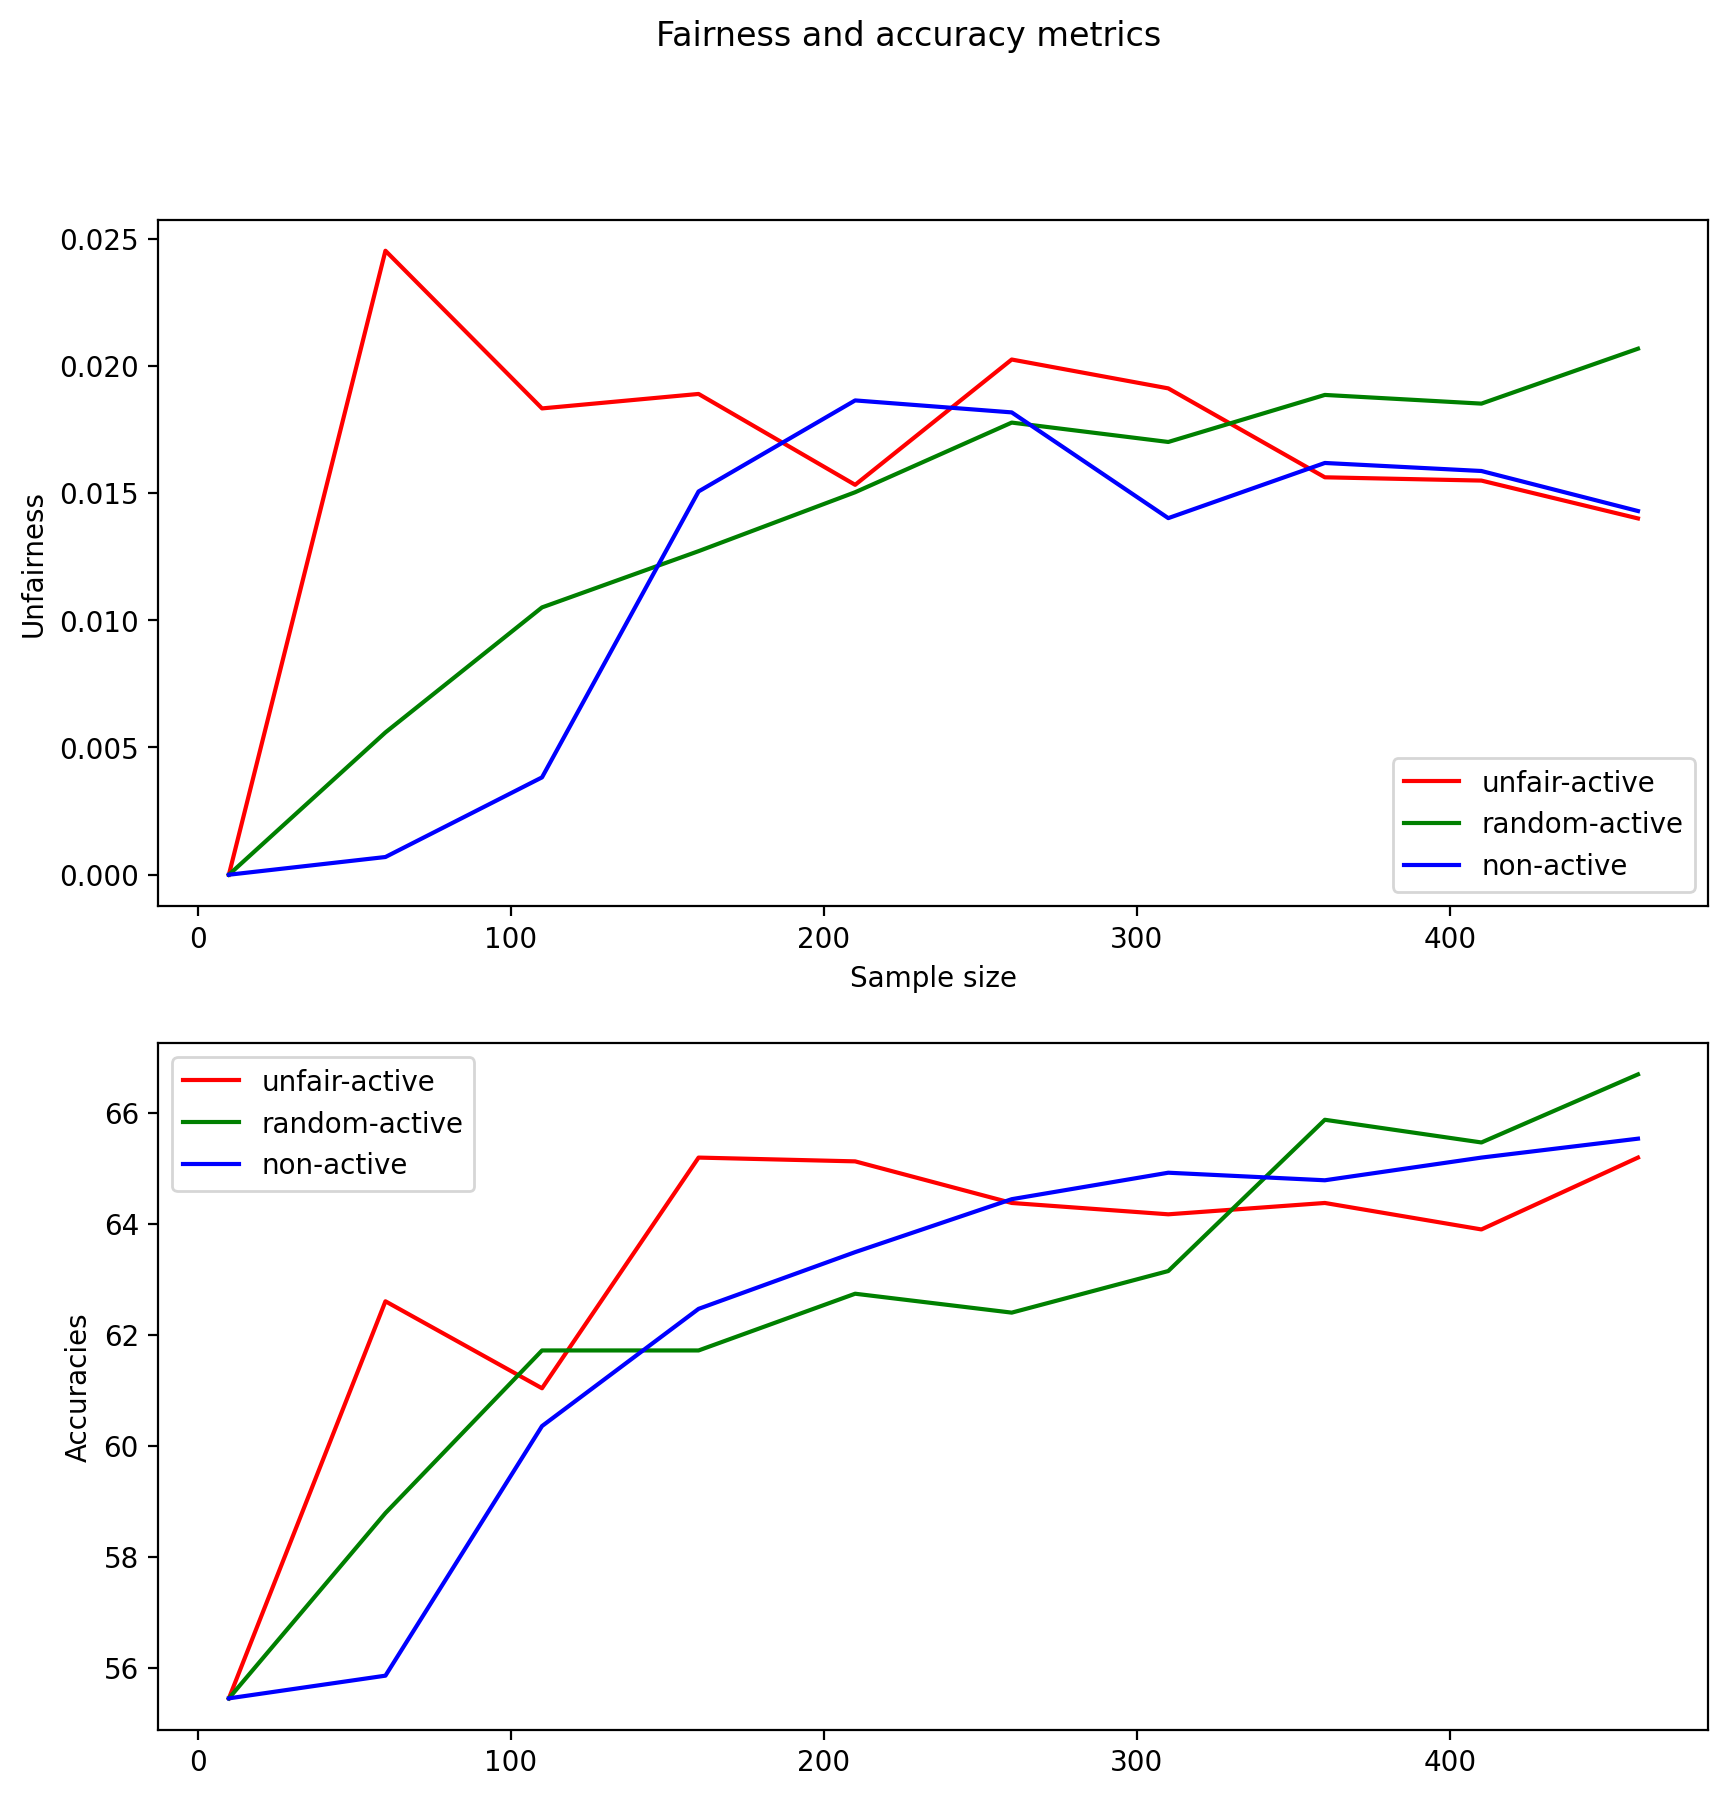 Fairness and accuracy metrics
0.025
0.020
0.015
0.010
0.005
0.000
Unfairness
unfair-active
random-active
non-active
0 100 200 300 400
Sample size
unfair-active
random-active
non-active
66
64
62
60
58
56
Accuracies
0 100 200 300 400